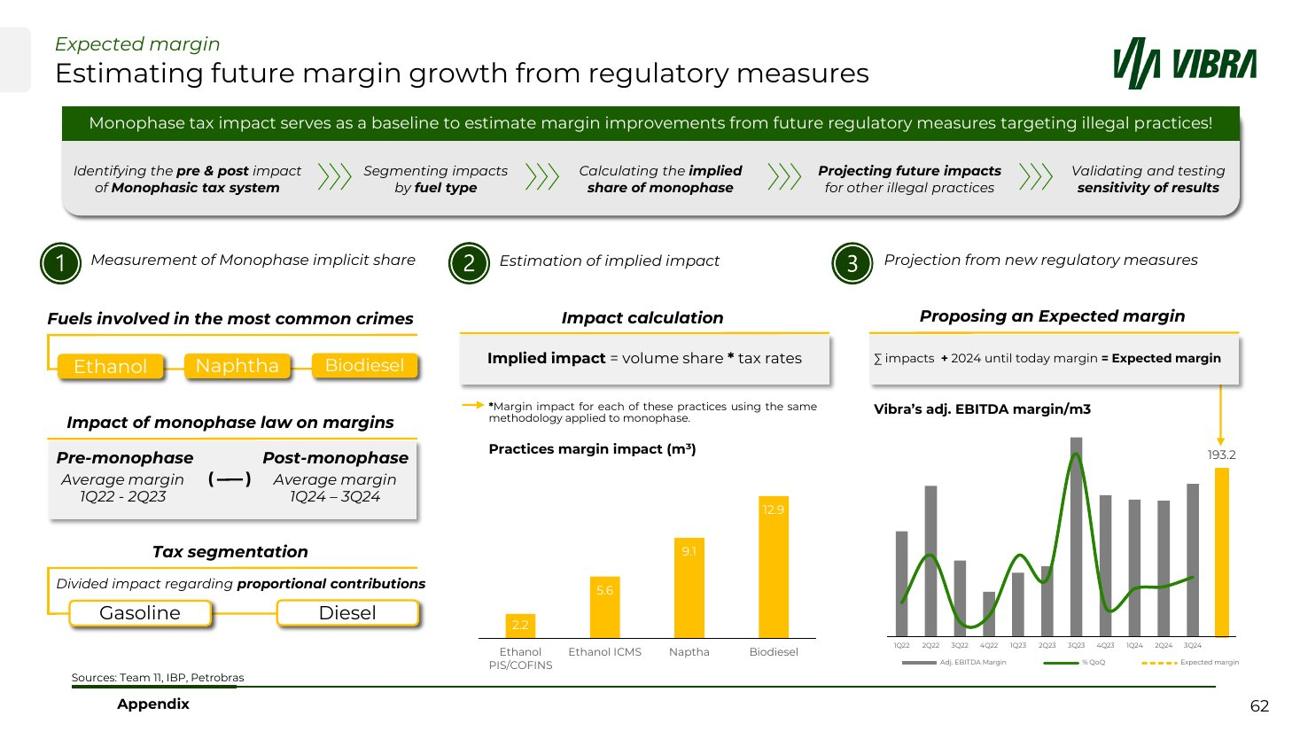 Expected margin
Estimating future margin growth from regulatory measures
VIBRA
Monophase tax impact serves as a baseline to estimate margin improvements from future regulatory measures targeting illegal practices!
Identifying the pre & post impact
of Monophasic tax system
Segmenting impacts
by fuel type
Calculating the implied
share of monophase
Projecting future impacts
for other illegal practices
Validating and testing
sensitivity of results
1
Measurement of Monophase implicit share
Fuels involved in the most common crimes
Ethanol
Naphtha
Biodiesel
Impact of monophase law on margins
Pre-monophase
Average margin
1Q22 - 2Q23
(—)
Post-monophase
Average margin
1Q24 – 3Q24
Tax segmentation
Divided impact regarding proportional contributions
Gasoline
Diesel
2
Estimation of implied impact
Impact calculation
Implied impact = volume share * tax rates
*Margin impact for each of these practices using the same
methodology applied to monophase.
Practices margin impact (m³)
2.2
5.6
9.1
12.9
Ethanol
PIS/COFINS
Ethanol ICMS
Naptha
Biodiesel
3
Projection from new regulatory measures
Proposing an Expected margin
∑ impacts + 2024 until today margin = Expected margin
Vibra’s adj. EBITDA margin/m3
193.2
1Q22 2Q22 3Q22 4Q22 1Q23 2Q23 3Q23 4Q23 1Q24 2Q24 3Q24
Adj. EBITDA Margin
% QoQ
Expected margin
Sources: Team 11, IBP, Petrobras
Appendix
62